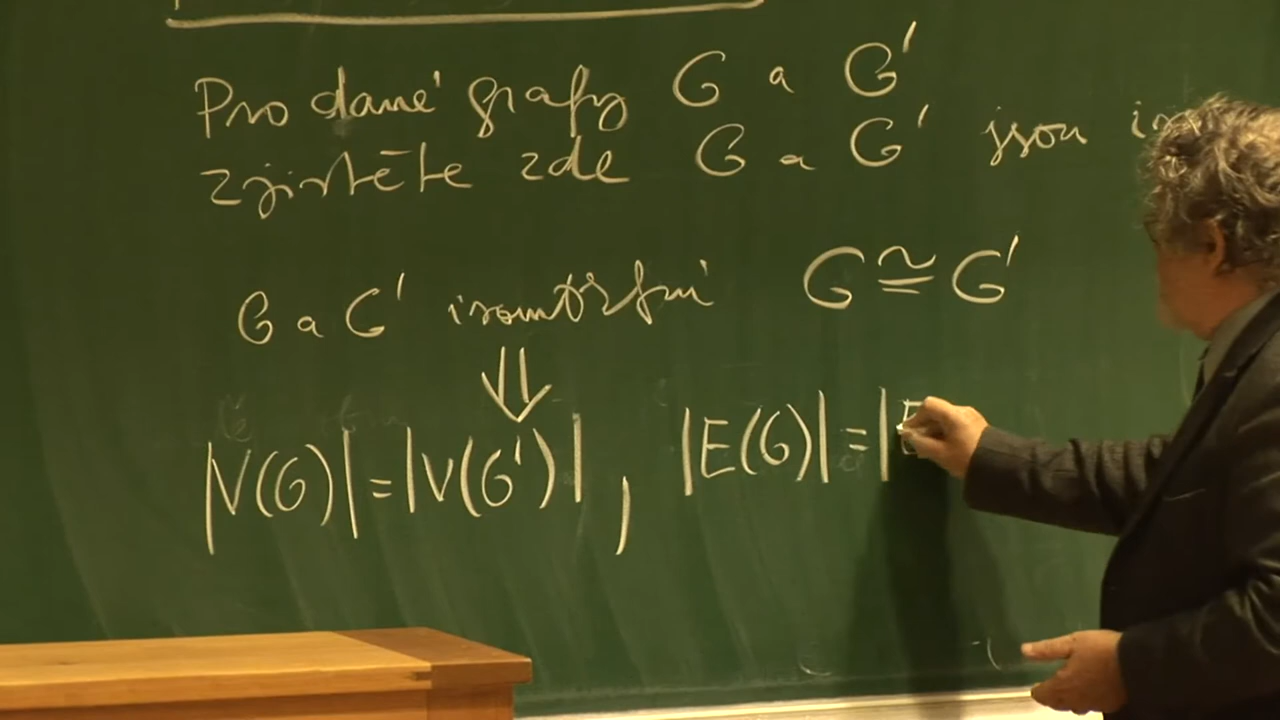 Pro dané grafy G a G'
zjistěte zde G a G' jsou
G a G' isomorfní G ≅ G'
⇓
|V(G)| = |V(G')| , |E(G)| = |E